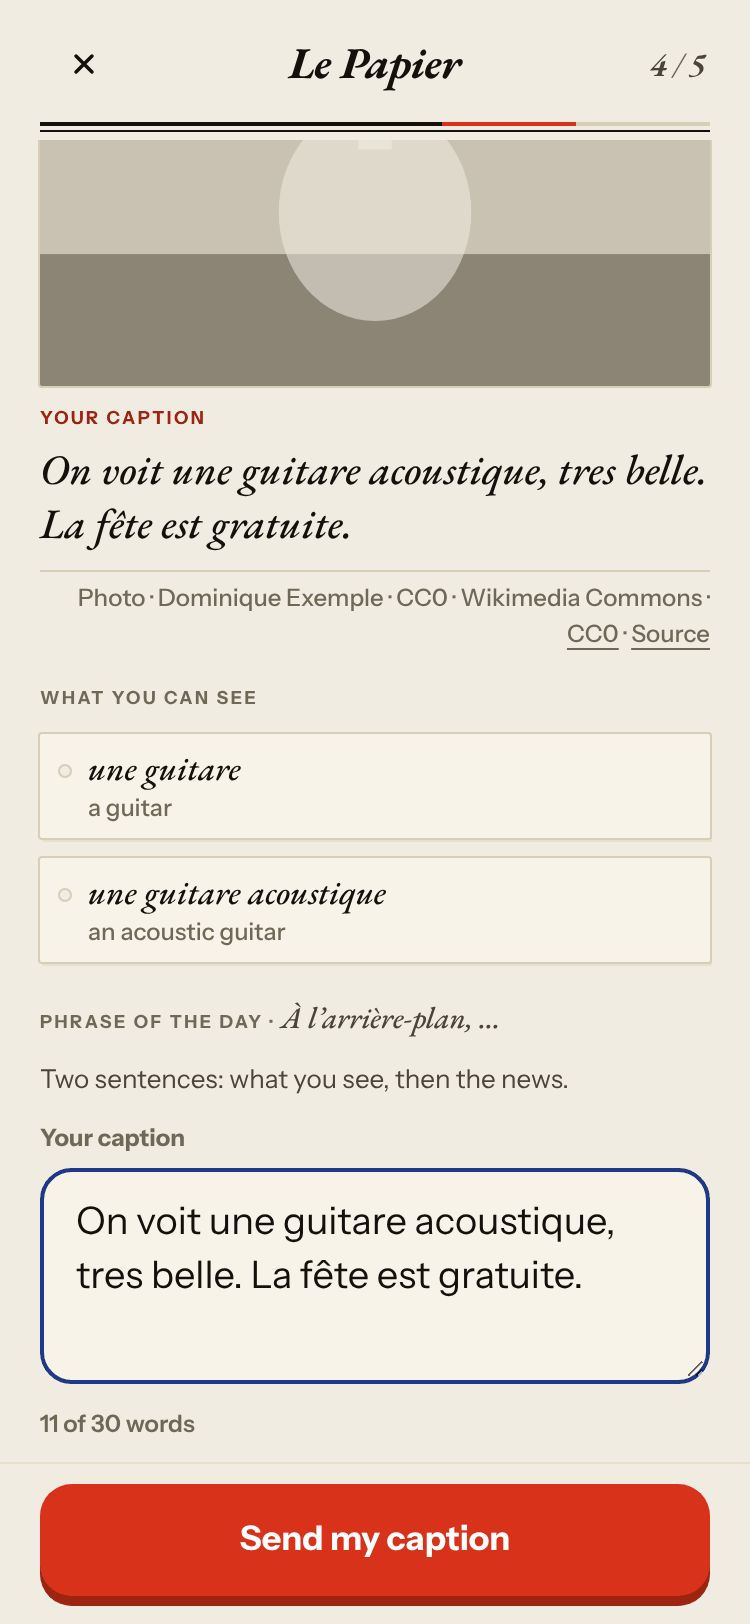 Le Papier
4 / 5
YOUR CAPTION
On voit une guitare acoustique, tres belle.
La fête est gratuite.
Photo · Dominique Exemple · CC0 · Wikimedia Commons ·
CC0 · Source
WHAT YOU CAN SEE
une guitare
a guitar
une guitare acoustique
an acoustic guitar
PHRASE OF THE DAY · À l’arrière-plan, …
Two sentences: what you see, then the news.
Your caption
On voit une guitare acoustique,
tres belle. La fête est gratuite.
11 of 30 words
Send my caption